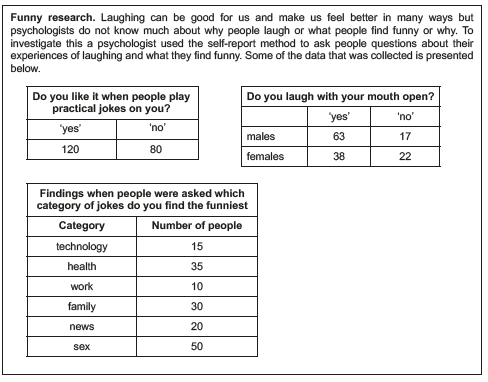 Funny research. Laughing can be good for us and make us feel better in many ways but
psychologists do not know much about why people laugh or what people find funny or why. To
investigate this a psychologist used the self-report method to ask people questions about their
experiences of laughing and what they find funny. Some of the data that was collected is presented
below.
Do you like it when people play
practical jokes on you?
'yes' 'no'
120 80
Do you laugh with your mouth open?
'yes' 'no'
males 63 17
females 38 22
Findings when people were asked which
category of jokes do you find the funniest
Category Number of people
technology 15
health 35
work 10
family 30
news 20
sex 50